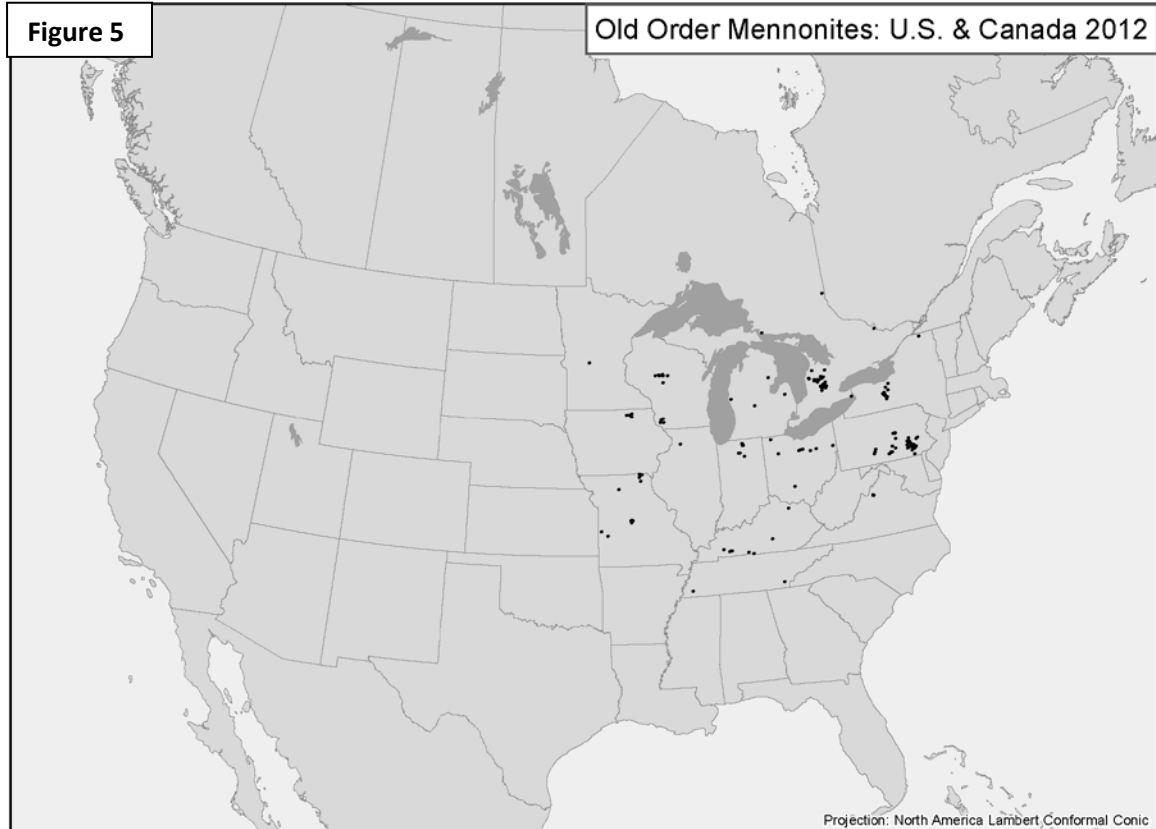 Figure 5
Old Order Mennonites: U.S. & Canada 2012
Projection: North America Lambert Conformal Conic